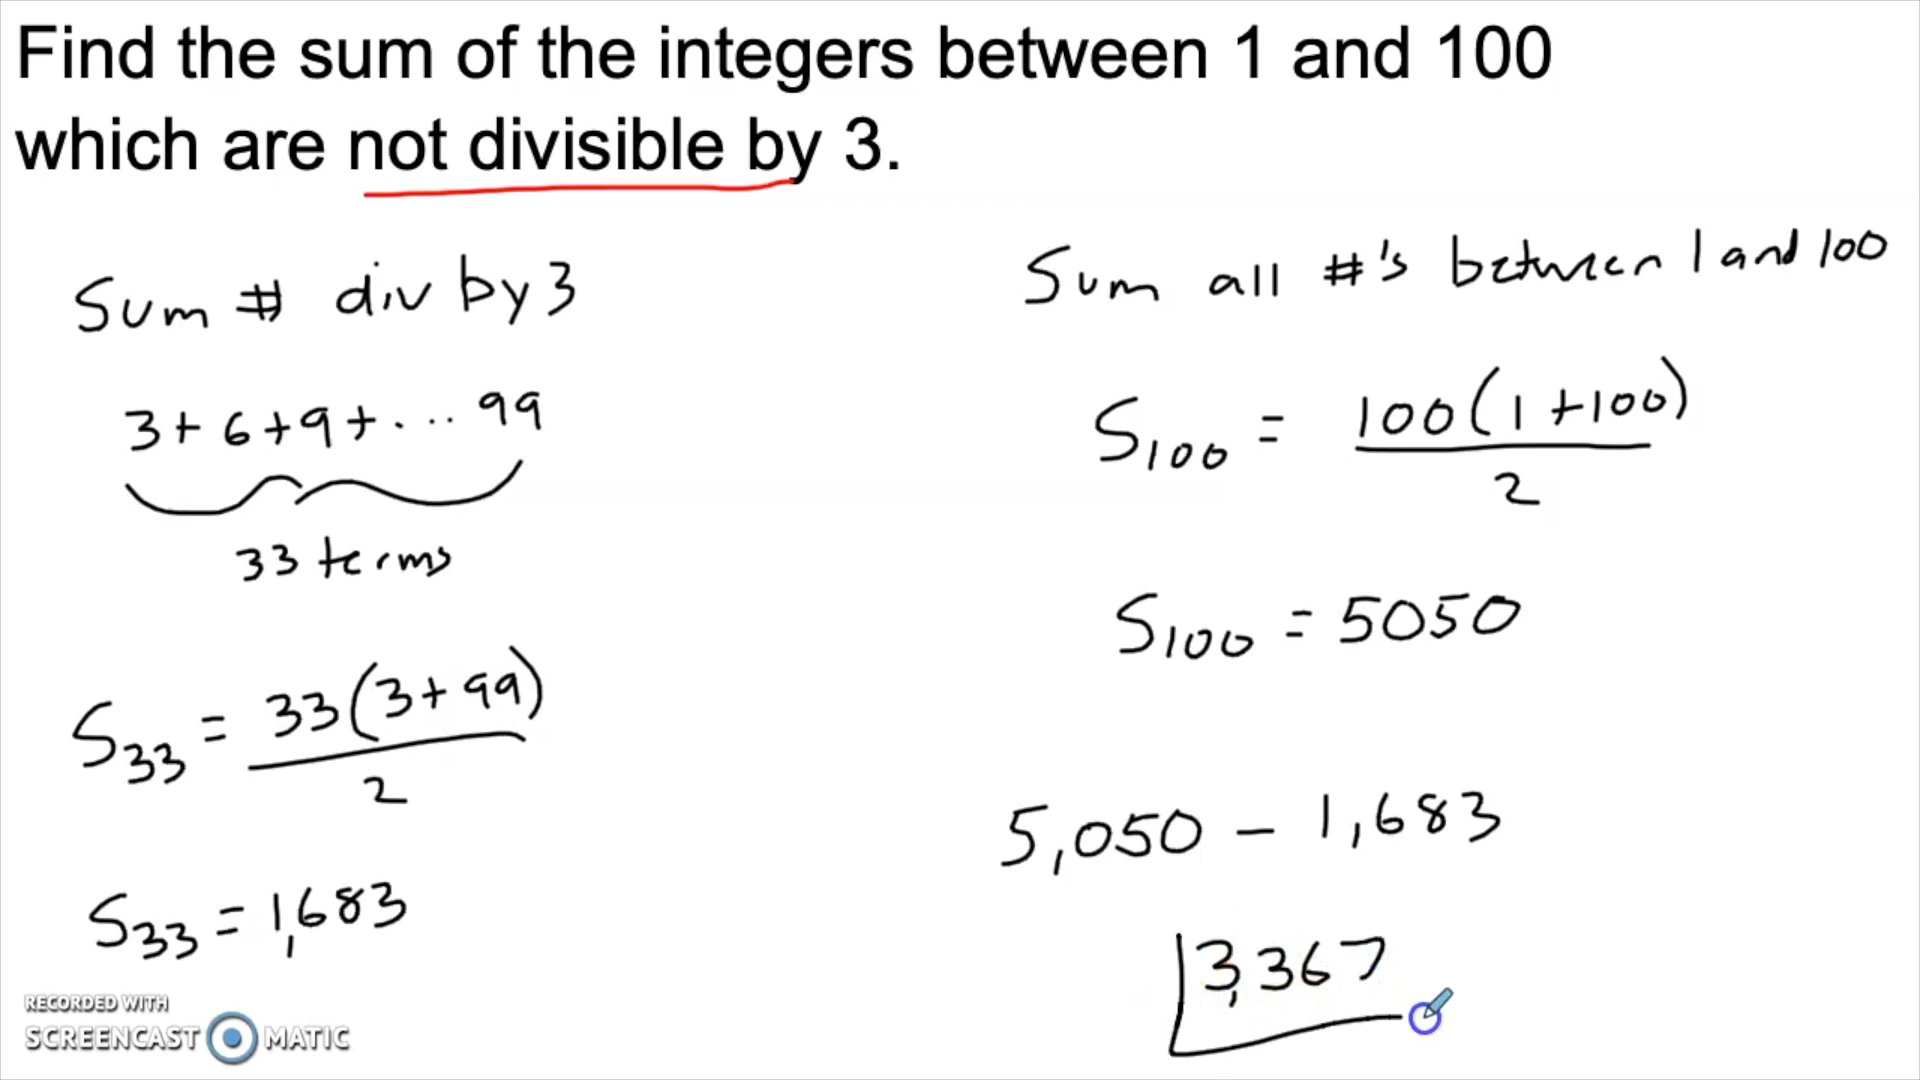 Find the sum of the integers between 1 and 100
which are not divisible by 3.
Sum # div by 3
3 + 6 + 9 + . . . 99
33 terms
S33 = 33(3 + 99)
2
S33 = 1,683
Sum all #'s between 1 and 100
S100 = 100(1 + 100)
2
S100 = 5050
5,050 - 1,683
3,367
RECORDED WITH
SCREENCAST MATIC